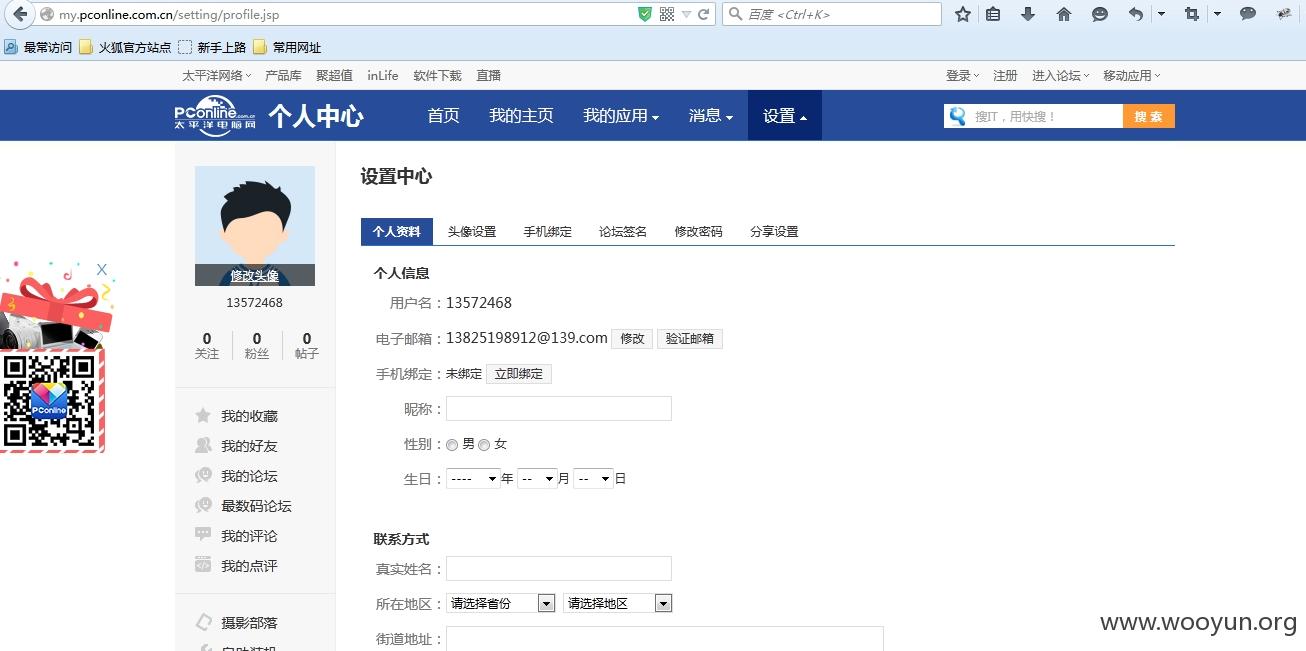 my.pconline.com.cn/setting/profile.jsp
百度 <Ctrl+K>
最常访问 火狐官方站点 新手上路 常用网址
太平洋网络 产品库 聚超值 inLife 软件下载 直播 登录 注册 进入论坛 移动应用
PConline.com.cn
太平洋电脑网
个人中心 首页 我的主页 我的应用 消息 设置 搜IT，用快搜！ 搜 索
设置中心
修改头像
13572468
0 0 0
关注 粉丝 帖子
我的收藏
我的好友
我的论坛
最数码论坛
我的评论
我的点评
摄影部落
自助装机
X
PConline
个人资料 头像设置 手机绑定 论坛签名 修改密码 分享设置
个人信息
用户名：13572468
电子邮箱：13825198912@139.com 修改 验证邮箱
手机绑定：未绑定 立即绑定
昵称：
性别：男 女
生日：---- 年 -- 月 -- 日
联系方式
真实姓名：
所在地区：请选择省份 请选择地区
街道地址：
www.wooyun.org